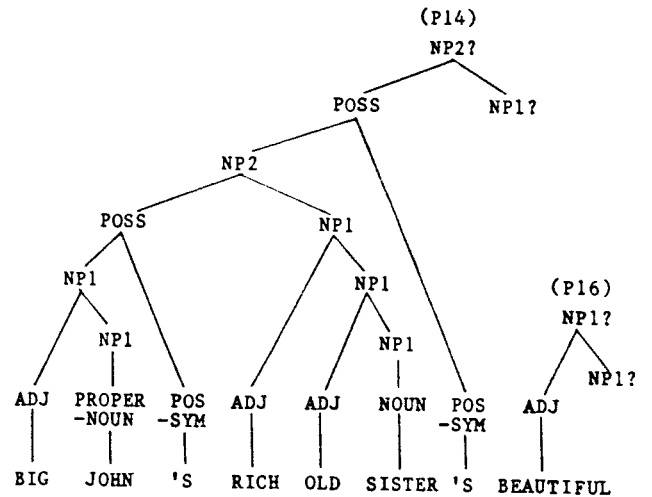 (P14)
NP2?
POSS NP1?
NP2
POSS NP1
NP1 NP1 (P16)
NP1 NP1 NP1?
NP1?
ADJ PROPER POS ADJ ADJ NOUN POS ADJ
-NOUN -SYM -SYM
BIG JOHN 'S RICH OLD SISTER 'S BEAUTIFUL